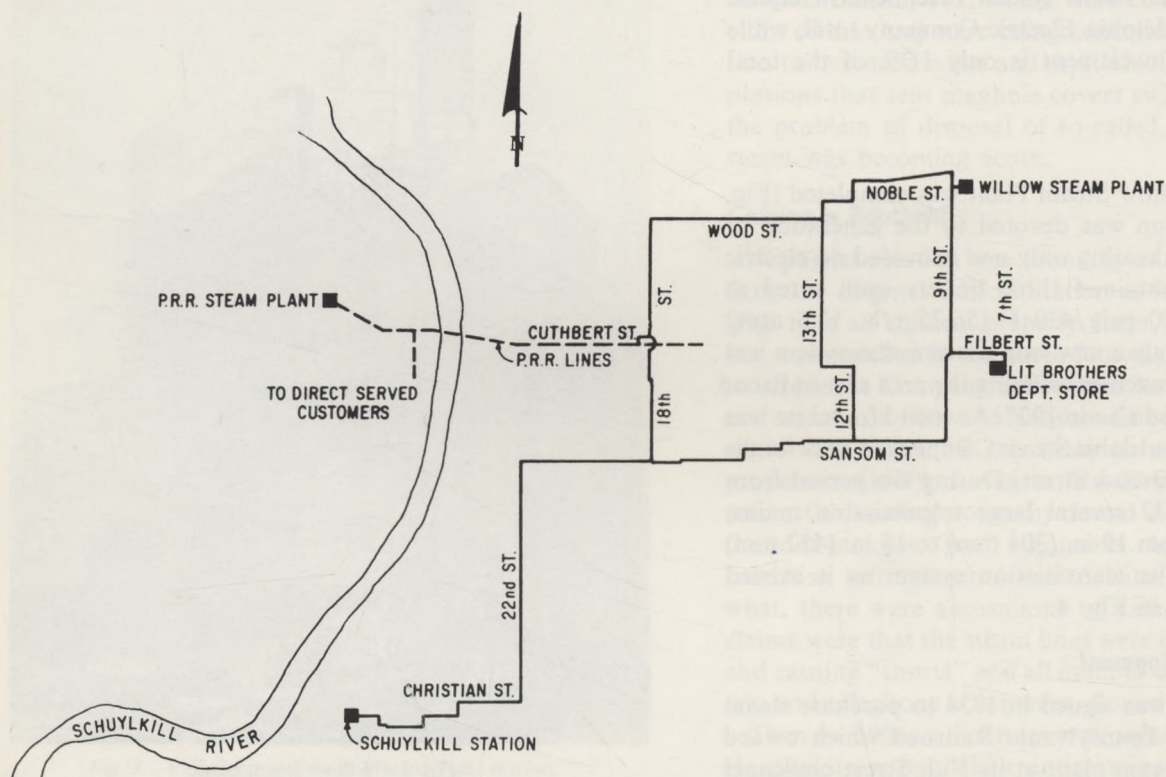 N
NOBLE ST.
WILLOW STEAM PLANT
WOOD ST.
ST.
18th
13th ST.
9th ST.
7th ST.
P.R.R. STEAM PLANT
CUTHBERT ST.
P.R.R. LINES
FILBERT ST.
LIT BROTHERS
DEPT. STORE
TO DIRECT SERVED
CUSTOMERS
12th ST.
SANSOM ST.
22nd ST.
CHRISTIAN ST.
SCHUYLKILL RIVER
SCHUYLKILL STATION